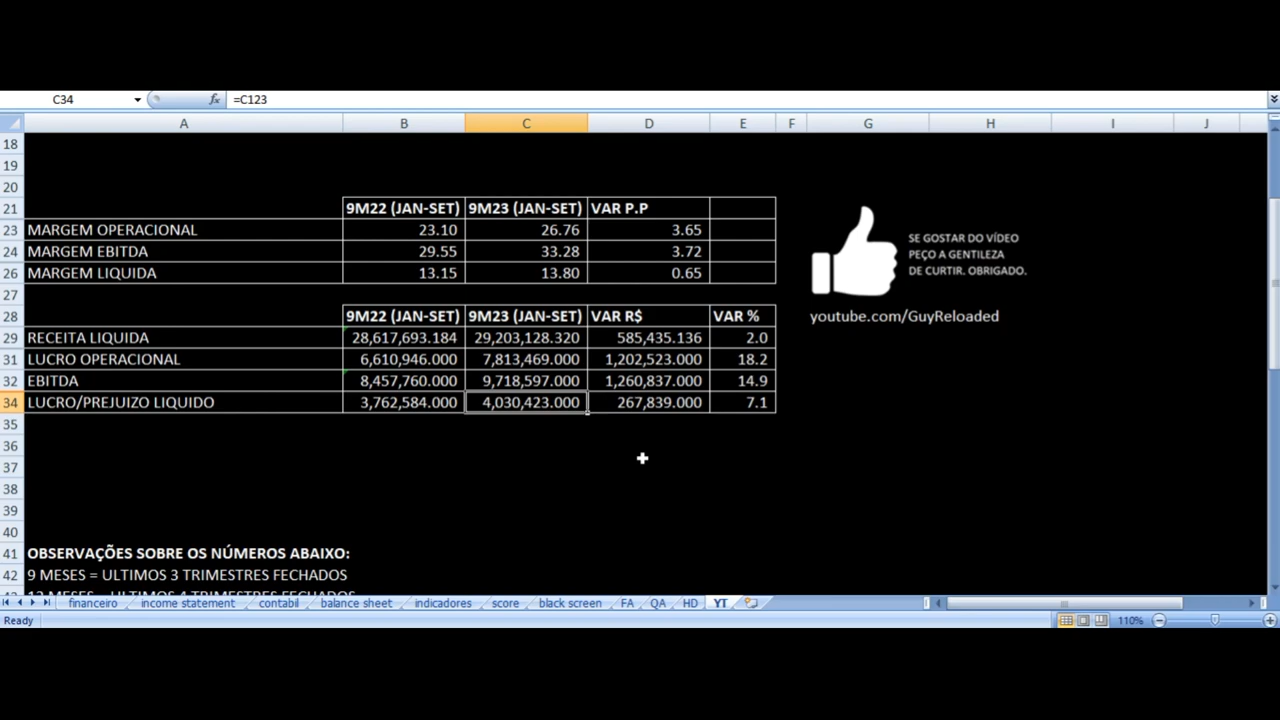 C34 fx =C123
A B C D E F G H I J
18
19
20
21 9M22 (JAN-SET) 9M23 (JAN-SET) VAR P.P
23 MARGEM OPERACIONAL 23.10 26.76 3.65
24 MARGEM EBITDA 29.55 33.28 3.72
26 MARGEM LIQUIDA 13.15 13.80 0.65
SE GOSTAR DO VÍDEO
PEÇO A GENTILEZA
DE CURTIR. OBRIGADO.
27
28 9M22 (JAN-SET) 9M23 (JAN-SET) VAR R$ VAR %
youtube.com/GuyReloaded
29 RECEITA LIQUIDA 28,617,693.184 29,203,128.320 585,435.136 2.0
31 LUCRO OPERACIONAL 6,610,946.000 7,813,469.000 1,202,523.000 18.2
32 EBITDA 8,457,760.000 9,718,597.000 1,260,837.000 14.9
34 LUCRO/PREJUIZO LIQUIDO 3,762,584.000 4,030,423.000 267,839.000 7.1
35
36
37
38
39
40
41 OBSERVAÇÕES SOBRE OS NÚMEROS ABAIXO:
42 9 MESES = ULTIMOS 3 TRIMESTRES FECHADOS
43 12 MESES = ULTIMOS 4 TRIMESTRES FECHADOS
financeiro income statement contabil balance sheet indicadores score black screen FA QA HD YT
Ready 110%